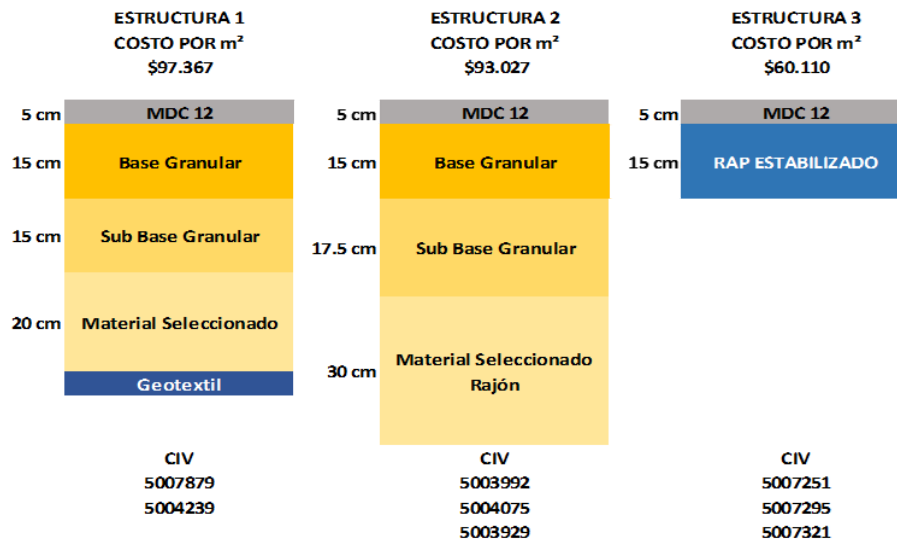 ESTRUCTURA 1
COSTO POR m²
$97.367
5 cm
MDC 12
15 cm
Base Granular
15 cm
Sub Base Granular
20 cm
Material Seleccionado
Geotextil
CIV
5007879
5004239
ESTRUCTURA 2
COSTO POR m²
$93.027
5 cm
MDC 12
15 cm
Base Granular
17.5 cm
Sub Base Granular
30 cm
Material Seleccionado
Rajón
CIV
5003992
5004075
5003929
ESTRUCTURA 3
COSTO POR m²
$60.110
5 cm
MDC 12
15 cm
RAP ESTABILIZADO
CIV
5007251
5007295
5007321